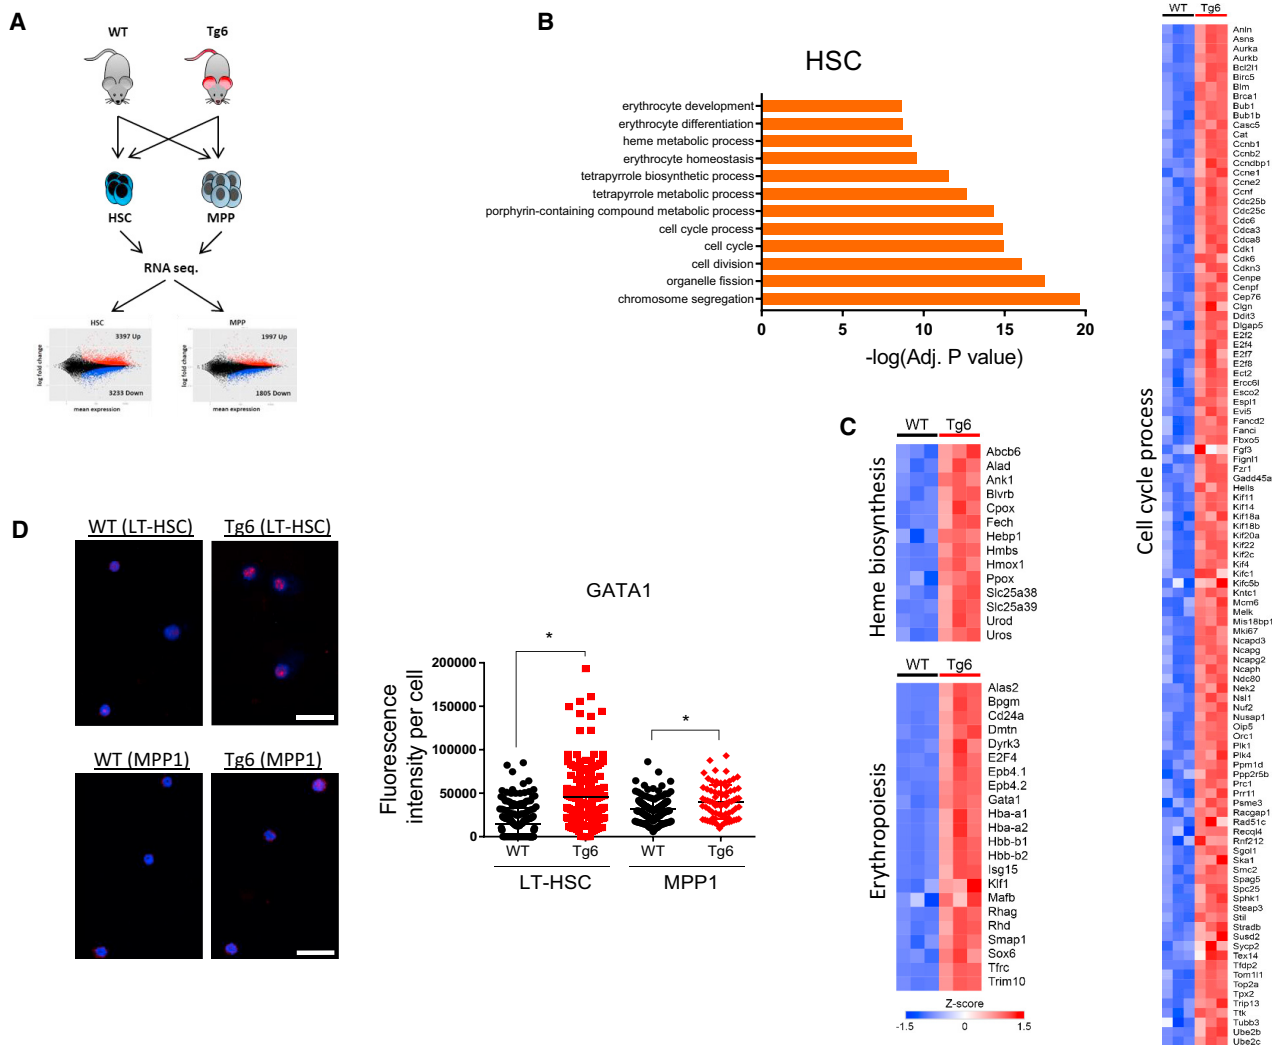 A
WT
Tg6
HSC
MPP
RNA seq.
HSC
3397 Up
3233 Down
log fold change
mean expression
MPP
1997 Up
1805 Down
log fold change
mean expression
B
HSC
erythrocyte development
erythrocyte differentiation
heme metabolic process
erythrocyte homeostasis
tetrapyrrole biosynthetic process
tetrapyrrole metabolic process
porphyrin-containing compound metabolic process
cell cycle process
cell cycle
cell division
organelle fission
chromosome segregation
0 5 10 15 20
-log(Adj. P value)
C
WT Tg6
Heme biosynthesis
Abcb6
Alad
Ank1
Blvrb
Cpox
Fech
Hebp1
Hmbs
Hmox1
Ppox
Slc25a38
Slc25a39
Urod
Uros
WT Tg6
Erythropoiesis
Alas2
Bpgm
Cd24a
Dmtn
Dyrk3
E2F4
Epb4.1
Epb4.2
Gata1
Hba-a1
Hba-a2
Hbb-b1
Hbb-b2
Isg15
Klf1
Mafb
Rhag
Rhd
Smap1
Sox6
Tfrc
Trim10
Z-score
-1.5 0 1.5
WT Tg6
Cell cycle process
Anln
Asns
Aurka
Aurkb
Bcl2l1
Birc5
Blm
Brca1
Bub1
Bub1b
Casc5
Cat
Ccnb1
Ccnb2
Ccndbp1
Ccne1
Ccne2
Ccnf
Cdc25b
Cdc25c
Cdc6
Cdca3
Cdca8
Cdk1
Cdk6
Cdkn3
Cenpe
Cenpf
Cep76
Clgn
Ddit3
Dlgap5
E2f2
E2f4
E2f7
E2f8
Ect2
Ercc6l
Esco2
Espl1
Evi5
Fancd2
Fanci
Fbxo5
Fgf3
Fignl1
Fzr1
Gadd45a
Hells
Kif11
Kif14
Kif18a
Kif18b
Kif20a
Kif22
Kif2c
Kif4
Kifc1
Kifc5b
Kntc1
Mcm6
Melk
Mis18bp1
Mki67
Ncapd3
Ncapg
Ncapg2
Ncaph
Ndc80
Nek2
Nsl1
Nuf2
Nusap1
Oip5
Orc1
Plk1
Plk4
Ppm1d
Ppp2r5b
Prc1
Prr11
Psme3
Racgap1
Rad51c
Recql4
Rnf212
Sgol1
Ska1
Smc2
Spag5
Spc25
Sphk1
Steap3
Stil
Stradb
Susd2
Sycp2
Tex14
Tfdp2
Tom1l1
Top2a
Tpx2
Trip13
Ttk
Tubb3
Ube2b
Ube2c
D
WT (LT-HSC)
Tg6 (LT-HSC)
WT (MPP1)
Tg6 (MPP1)
GATA1
Fluorescence
intensity per cell
200000
150000
100000
50000
0
* *
WT Tg6 WT Tg6
LT-HSC MPP1